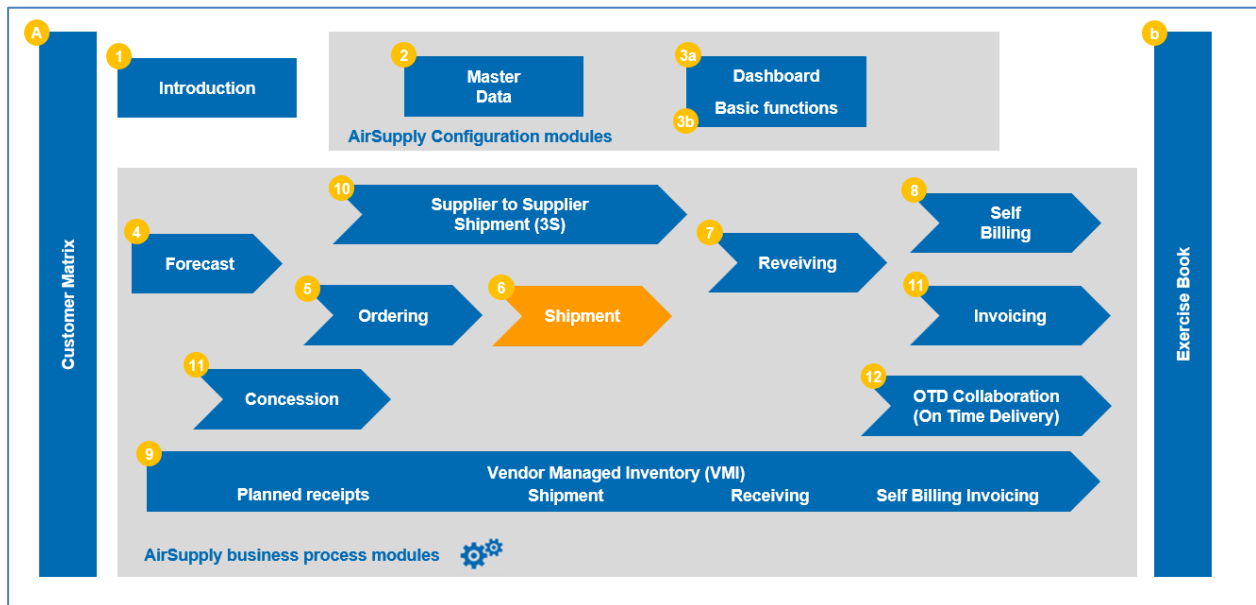 A
Customer Matrix
1
Introduction
2
Master
Data
3a
Dashboard
Basic functions
3b
AirSupply Configuration modules
b
Exercise Book
10
Supplier to Supplier
Shipment (3S)
8
Self
Billing
4
Forecast
7
Reveiving
5
Ordering
6
Shipment
11
Invoicing
11
Concession
12
OTD Collaboration
(On Time Delivery)
9
Vendor Managed Inventory (VMI)
Planned receipts Shipment Receiving Self Billing Invoicing
AirSupply business process modules